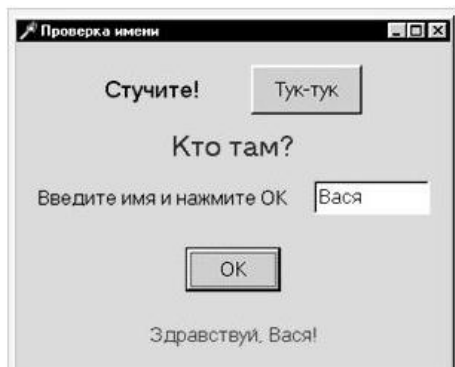 Проверка имени
Стучите! Тук-тук
Кто там?
Введите имя и нажмите ОК Вася
ОК
Здравствуй, Вася!